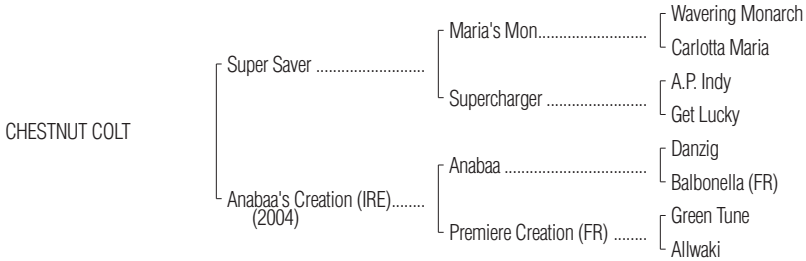 Wavering Monarch
Maria's Mon..........................
Carlotta Maria
Super Saver ..........................
A.P. Indy
Supercharger ........................
Get Lucky
CHESTNUT COLT
Danzig
Anabaa ..................................
Balbonella (FR)
Anabaa's Creation (IRE)........
(2004)
Green Tune
Premiere Creation (FR) ........
Allwaki